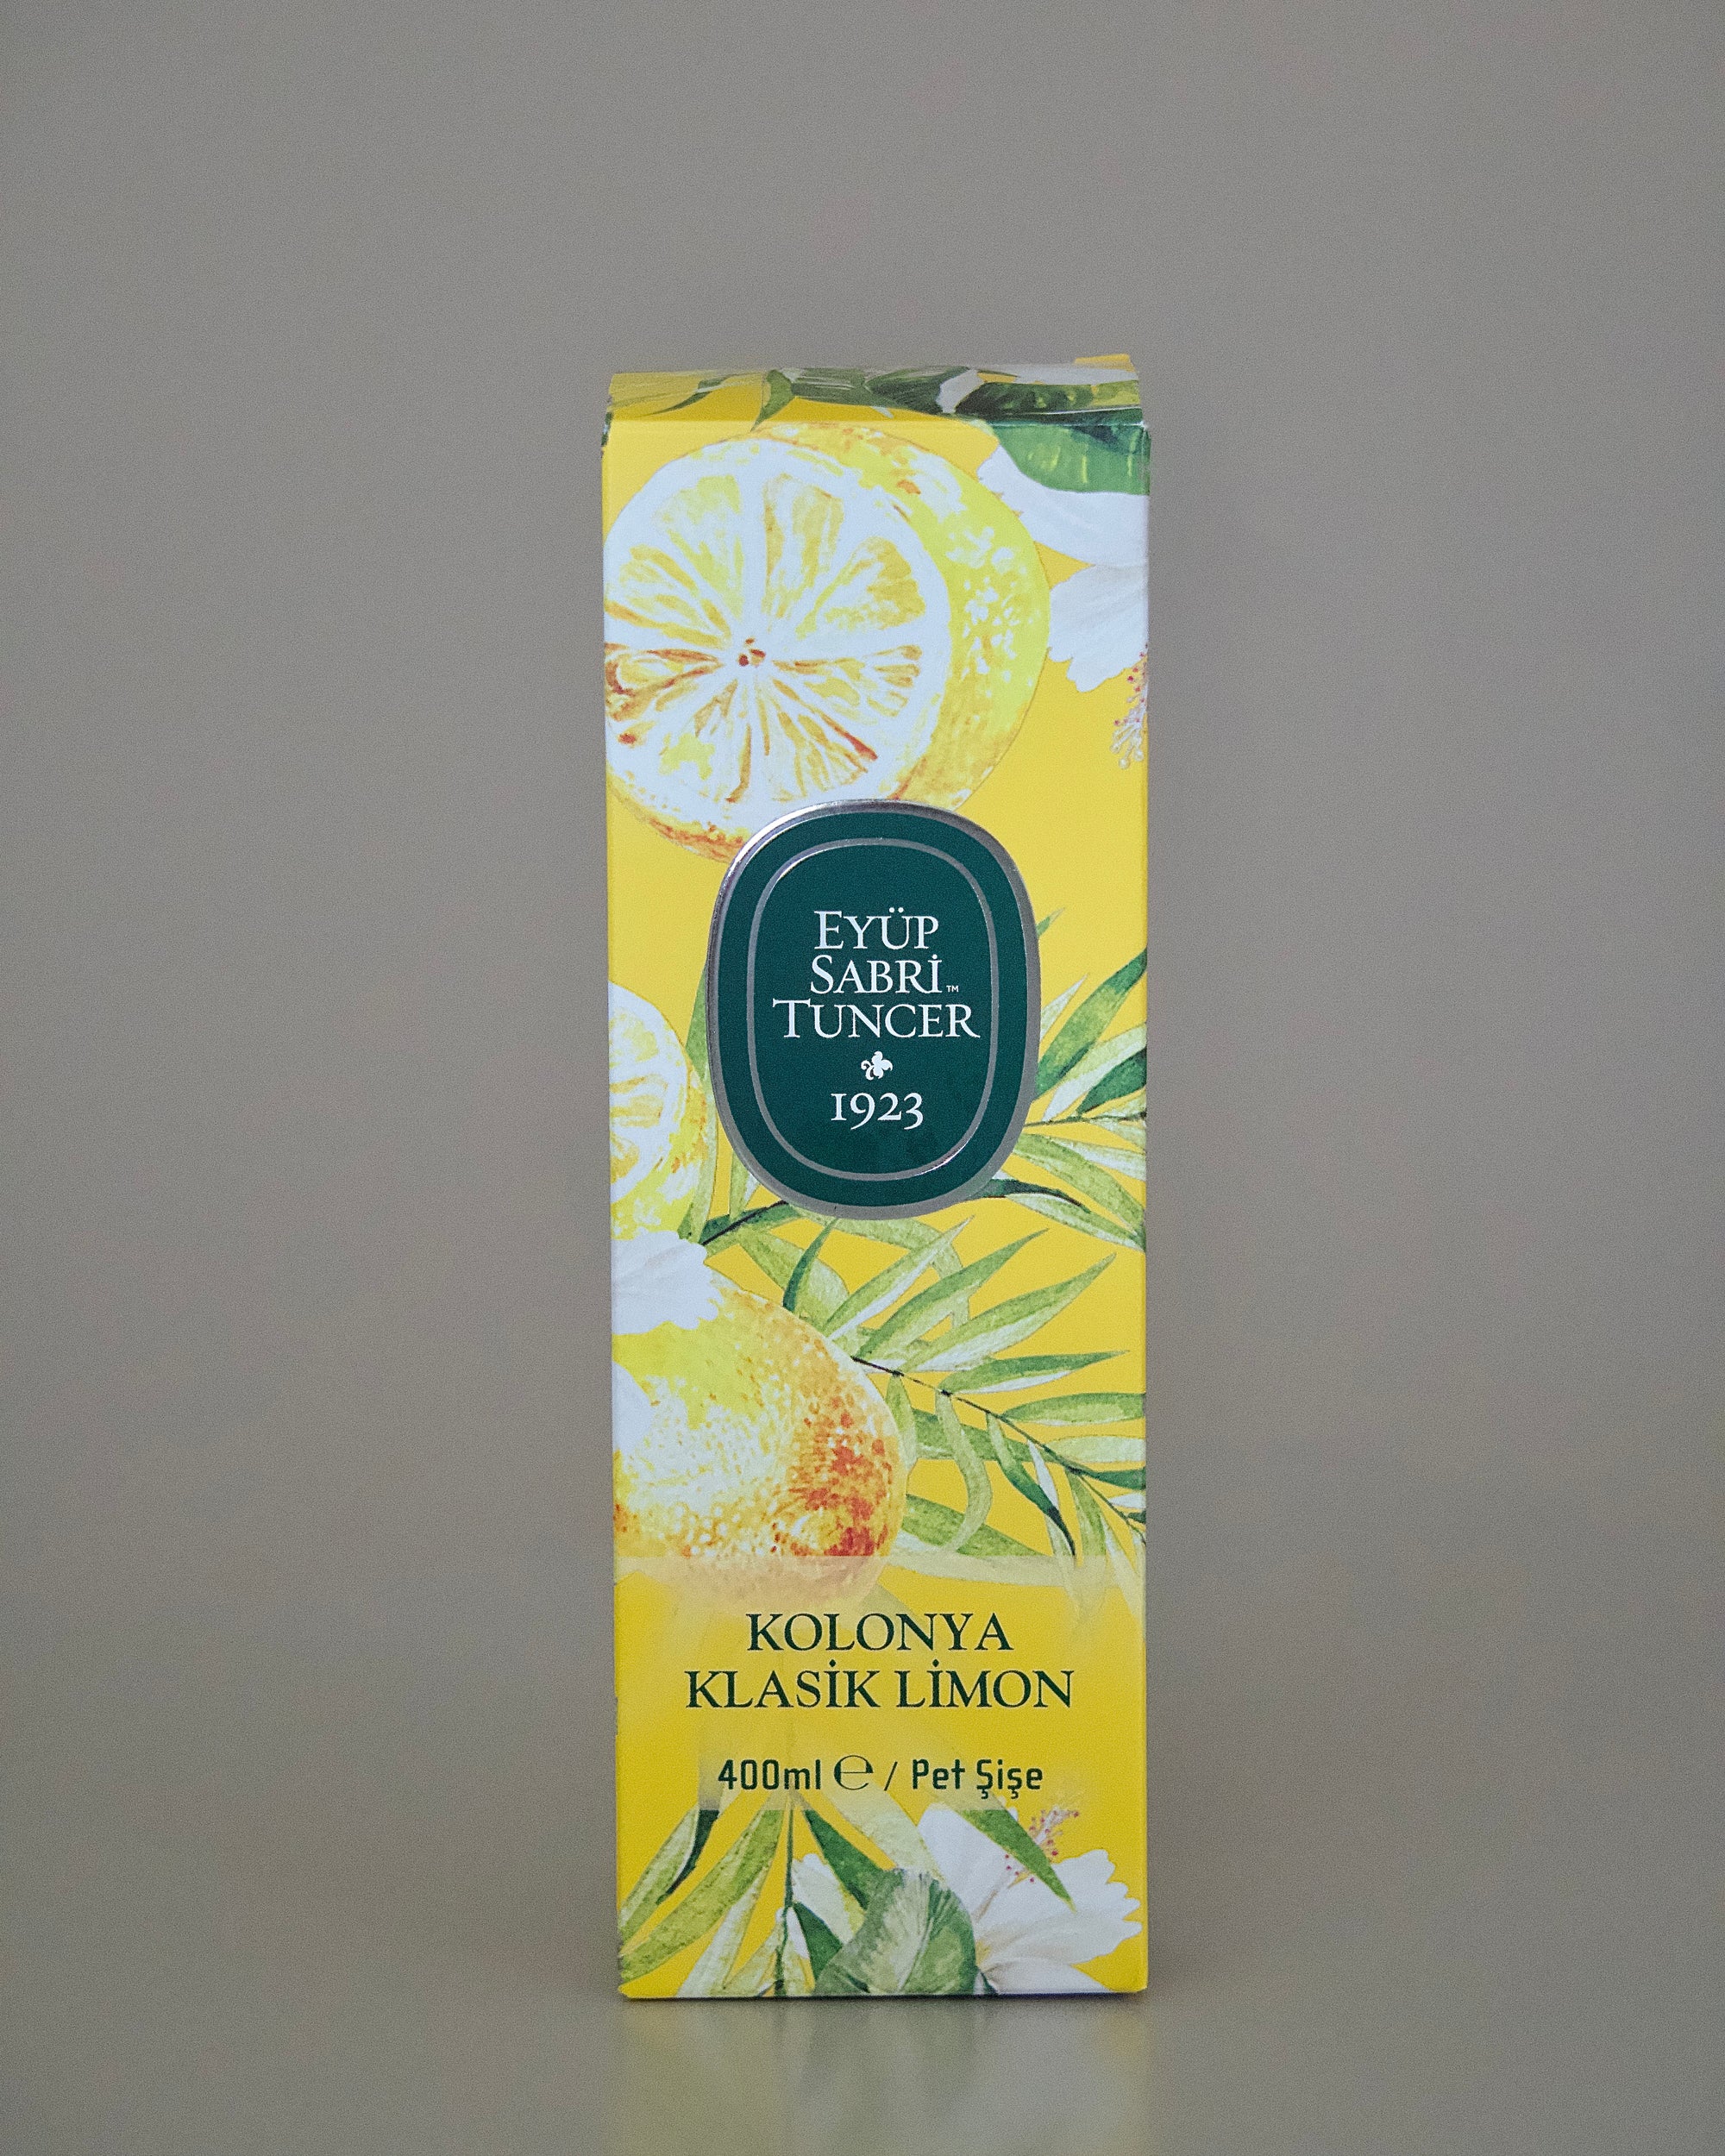 EYÜP
SABRİ™
TUNCER
1923
KOLONYA
KLASİK LİMON
400ml ℮ / Pet Şişe